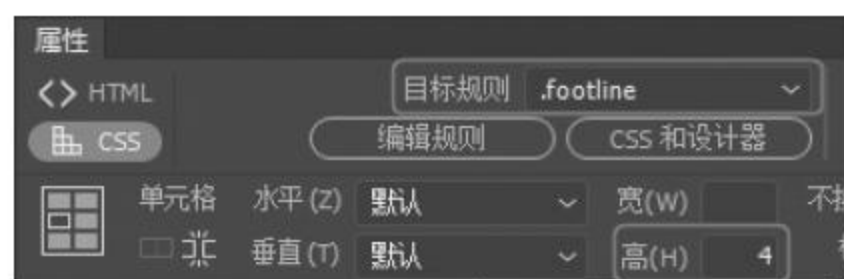 属性
<> HTML 目标规则 .footline
CSS 编辑规则 CSS 和设计器
单元格 水平(Z) 默认 宽(W)
垂直(T) 默认 高(H) 4